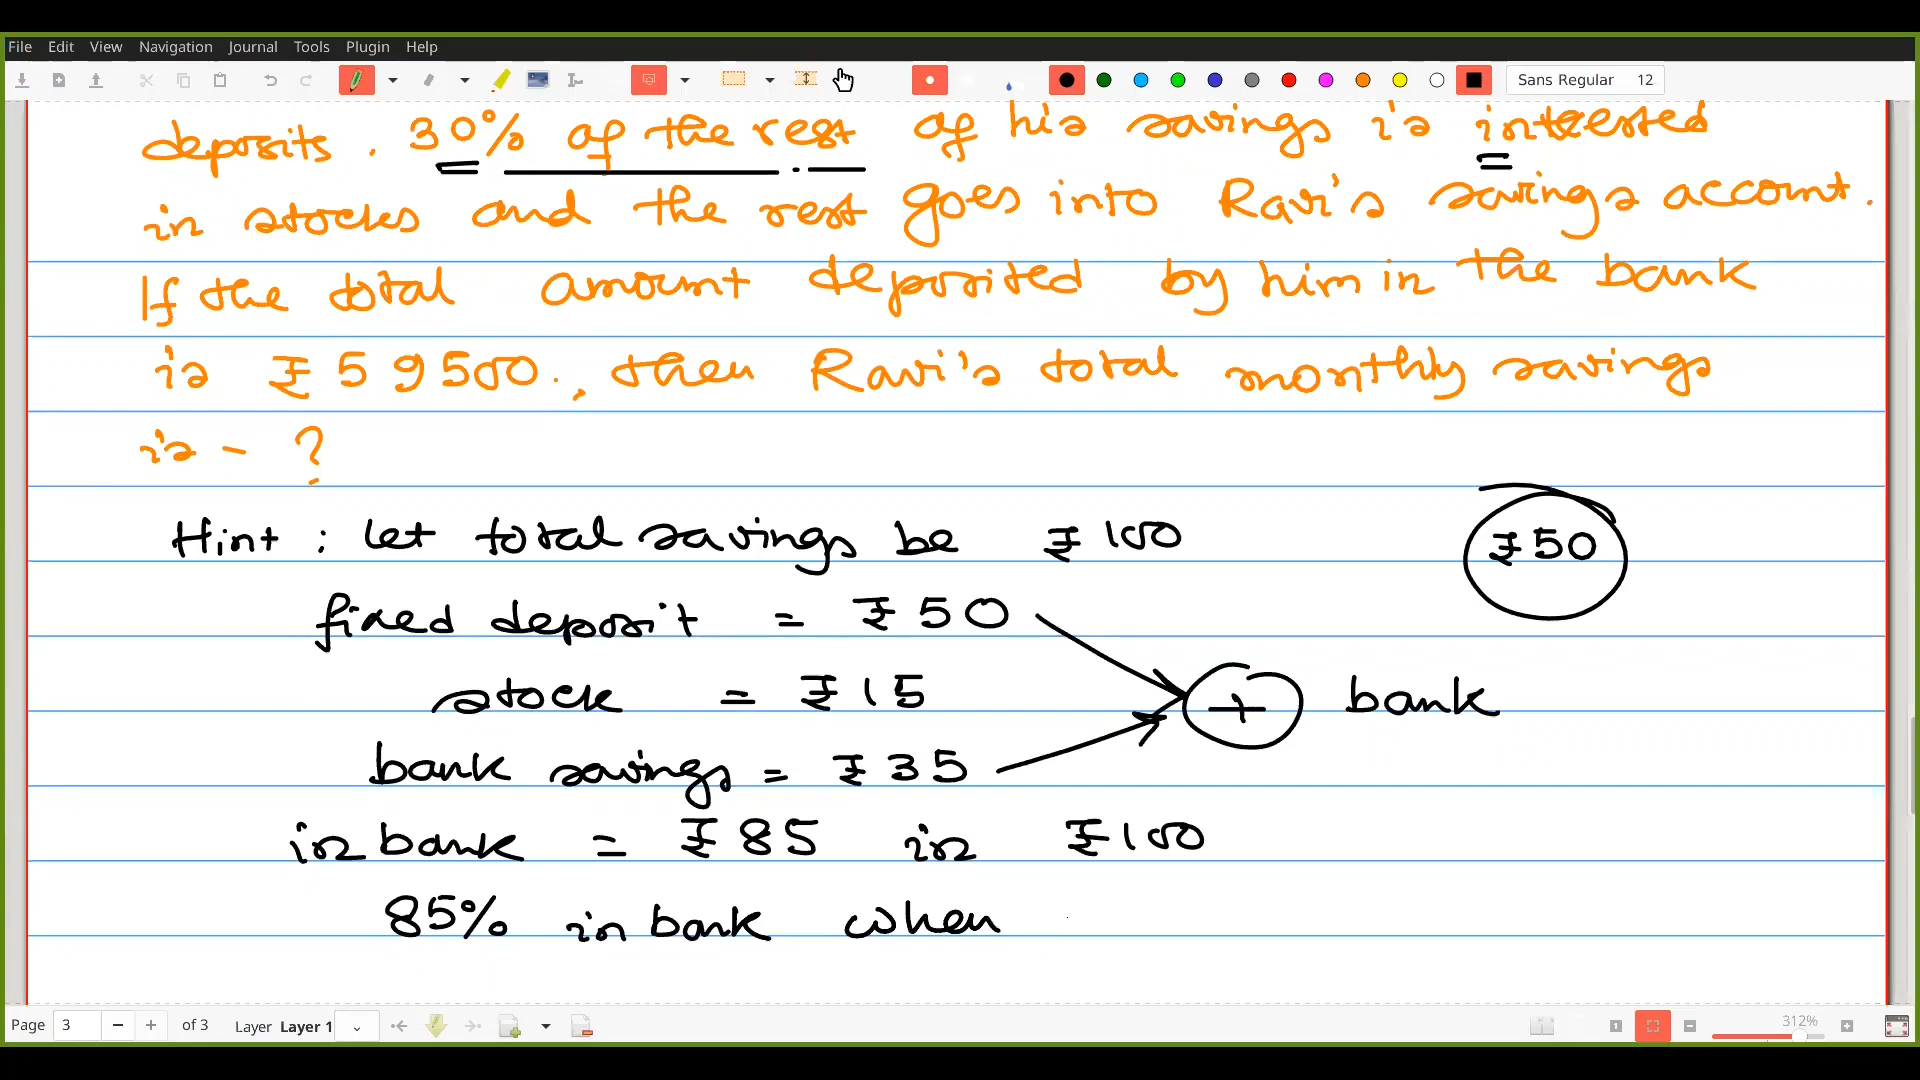 File Edit View Navigation Journal Tools Plugin Help
Sans Regular 12
deposits. 30% of the rest of his savings is intested
in stocks and the rest goes into Ravi's savings account.
If the total amount deposited by him in the bank
is ₹59500., then Ravi's total monthly savings
is - ?
Hint : let total savings be ₹100
₹50
fixed deposit = ₹50
stock = ₹15
+ bank
bank savings = ₹35
in bank = ₹85 in ₹100
85% in bank when
Page 3 of 3 Layer Layer 1 312%